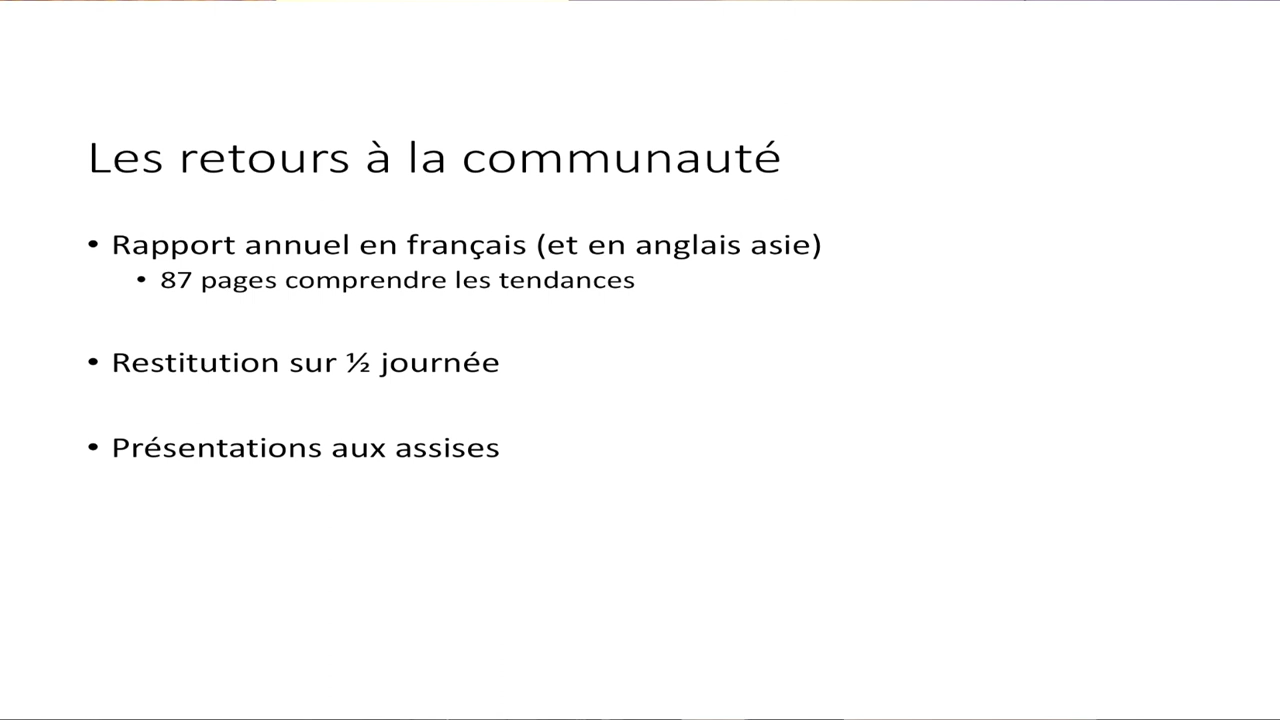 Les retours à la communauté
• Rapport annuel en français (et en anglais asie)
• 87 pages comprendre les tendances
• Restitution sur ½ journée
• Présentations aux assises